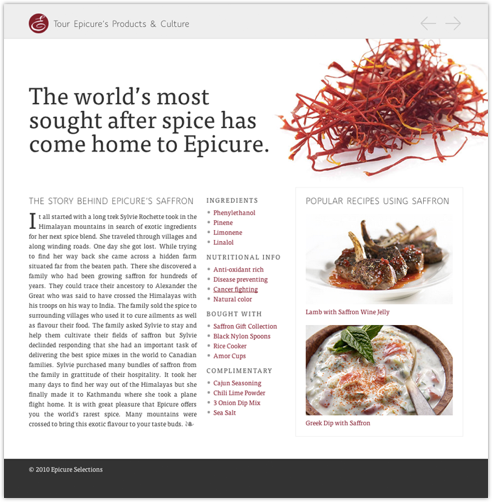 Tour Epicure's Products & Culture
The world's most
sought after spice has
come home to Epicure.
THE STORY BEHIND EPICURE'S SAFFRON
It all started with a long trek Sylvie Rochette took in the
Himalayan mountains in search of exotic ingredients
for her next spice blend. She traveled through villages and
along winding roads. One day she got lost. While trying
to find her way back she came across a hidden farm
situated far from the beaten path. There she discovered a
family who had been growing saffron for hundreds of
years. They could trace their ancestory to Alexander the
Great who was said to have crossed the Himalayas with
his troops on his way to India. The family sold the spice to
surrounding villages who used it to cure ailments as well
as flavour their food. The family asked Sylvie to stay and
help them cultivate their fields of saffron but Sylvie
declinded responding that she had an important task of
delivering the best spice mixes in the world to Canadian
families. Sylvie purchased many bundles of saffron from
the family in gratitude of their hospitality. It took her
many days to find her way out of the Himalayas but she
finally made it to Kathmandu where she took a plane
flight home. It is with great pleasure that Epicure offers
you the world's rarest spice. Many mountains were
crossed to bring this exotic flavour to your taste buds.
INGREDIENTS
Phenylethanol
Pinene
Limonene
Linalol
NUTRITIONAL INFO
Anti-oxidant rich
Disease preventing
Cancer fighting
Natural color
BOUGHT WITH
Saffron Gift Collection
Black Nylon Spoons
Rice Cooker
Amor Cups
COMPLIMENTARY
Cajun Seasoning
Chili Lime Powder
3 Onion Dip Mix
Sea Salt
POPULAR RECIPES USING SAFFRON
Lamb with Saffron Wine Jelly
Greek Dip with Saffron
© 2010 Epicure Selections